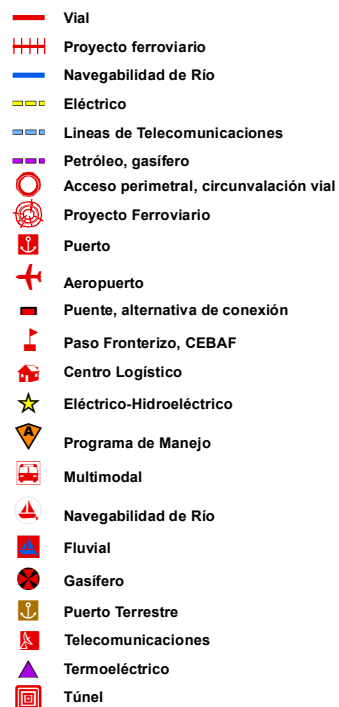 Vial
Proyecto ferroviario
Navegabilidad de Río
Eléctrico
Lineas de Telecomunicaciones
Petróleo, gasífero
Acceso perimetral, circunvalación vial
Proyecto Ferroviario
Puerto
Aeropuerto
Puente, alternativa de conexión
Paso Fronterizo, CEBAF
Centro Logístico
Eléctrico-Hidroeléctrico
A
Programa de Manejo
Multimodal
Navegabilidad de Río
Fluvial
Gasífero
Puerto Terrestre
Telecomunicaciones
Termoeléctrico
Túnel